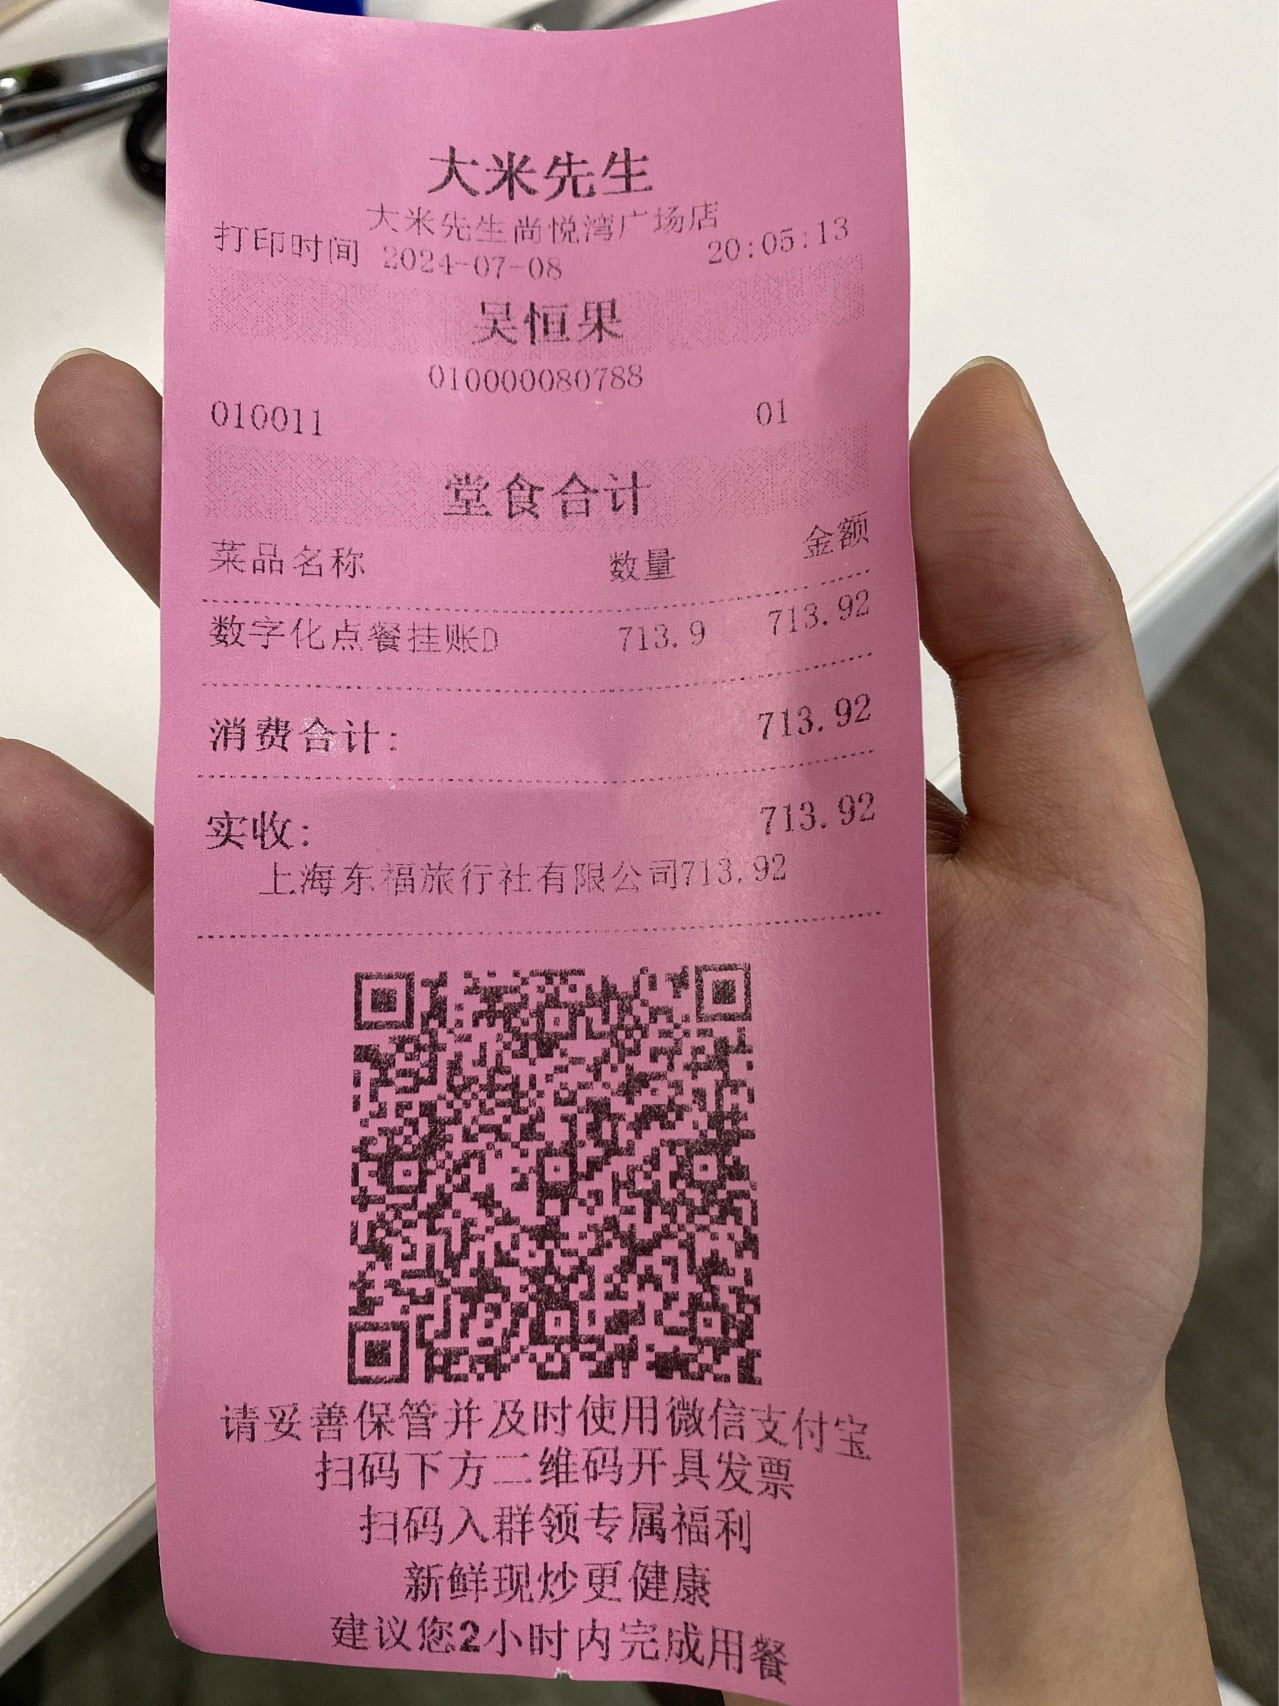 大米先生
大米先生尚悦湾广场店
打印时间 2024-07-08 20:05:13
吴恒果
010000080788
010011 01
堂食合计
菜品名称 数量 金额
数字化点餐挂账D 713.9 713.92
消费合计: 713.92
实收: 713.92
上海东福旅行社有限公司713.92
请妥善保管并及时使用微信支付宝
扫码下方二维码开具发票
扫码入群领专属福利
新鲜现炒更健康
建议您2小时内完成用餐